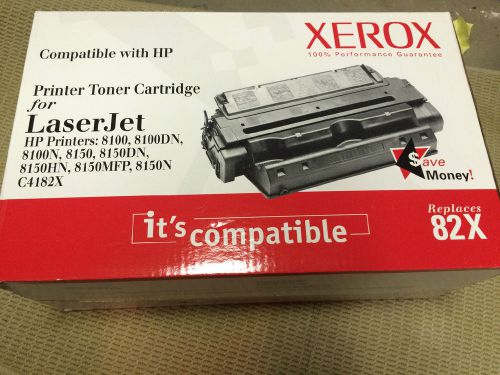 Compatible with HP
XEROX
100% Performance Guarantee
Printer Toner Cartridge
for
LaserJet
HP Printers: 8100, 8100DN,
8100N, 8150, 8150DN,
8150HN, 8150MFP, 8150N
C4182X
$ave
Money!
it's compatible
Replaces
82X